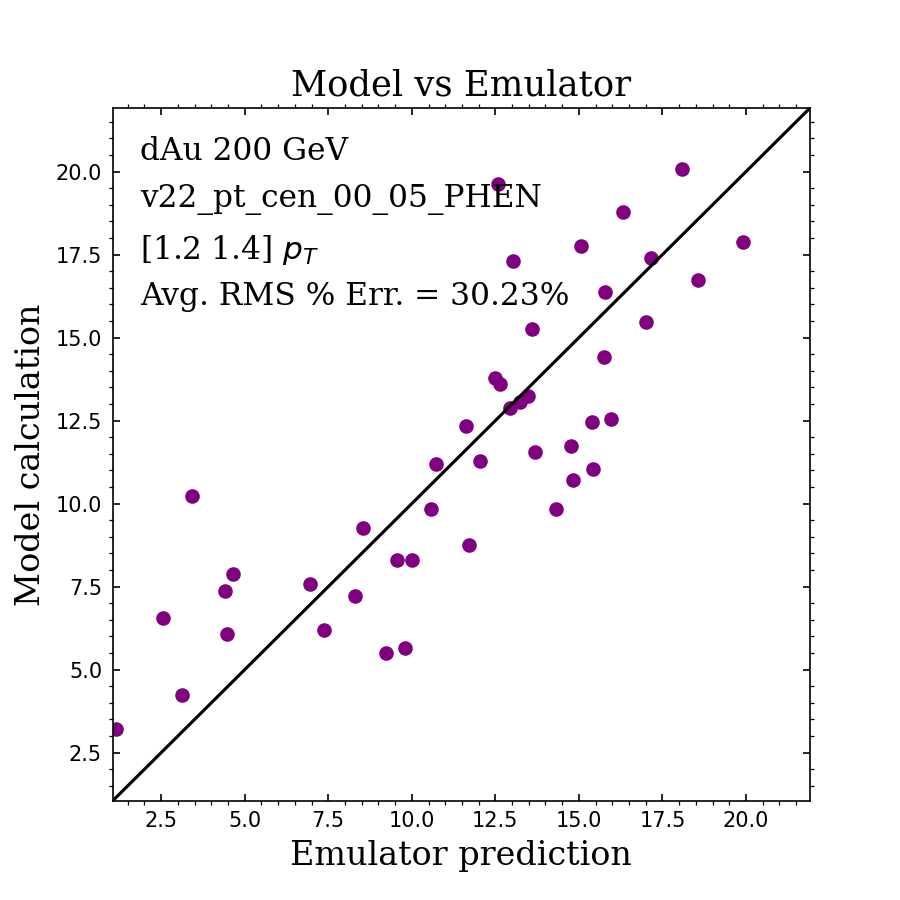 Model vs Emulator
dAu 200 GeV
v22_pt_cen_00_05_PHEN
[1.2 1.4] p_T
Avg. RMS % Err. = 30.23%
Model calculation
20.0
17.5
15.0
12.5
10.0
7.5
5.0
2.5
2.5 5.0 7.5 10.0 12.5 15.0 17.5 20.0
Emulator prediction